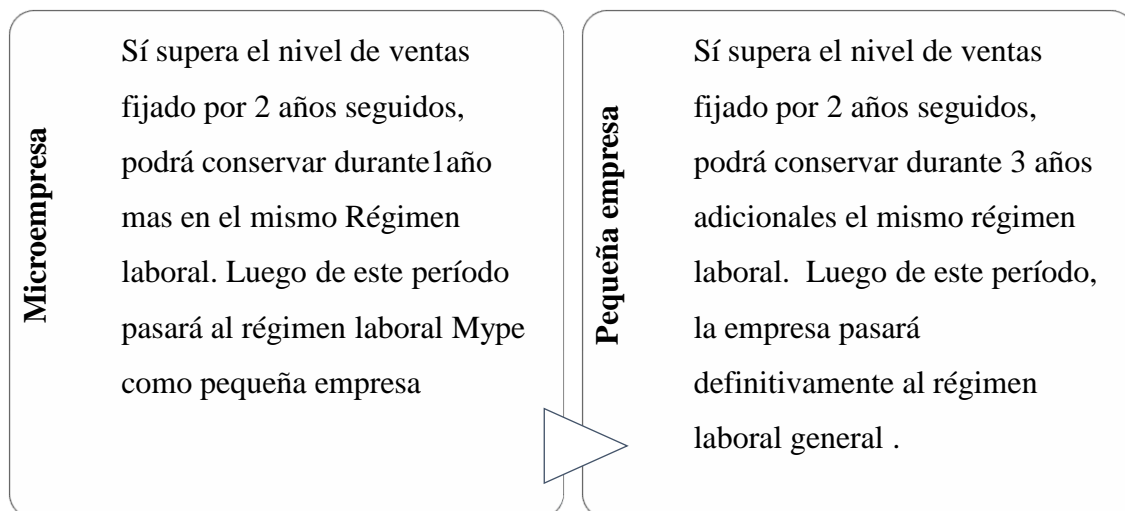 Microempresa
Sí supera el nivel de ventas
fijado por 2 años seguidos,
podrá conservar durante1año
mas en el mismo Régimen
laboral. Luego de este período
pasará al régimen laboral Mype
como pequeña empresa
Pequeña empresa
Sí supera el nivel de ventas
fijado por 2 años seguidos,
podrá conservar durante 3 años
adicionales el mismo régimen
laboral.  Luego de este período,
la empresa pasará
definitivamente al régimen
laboral general .